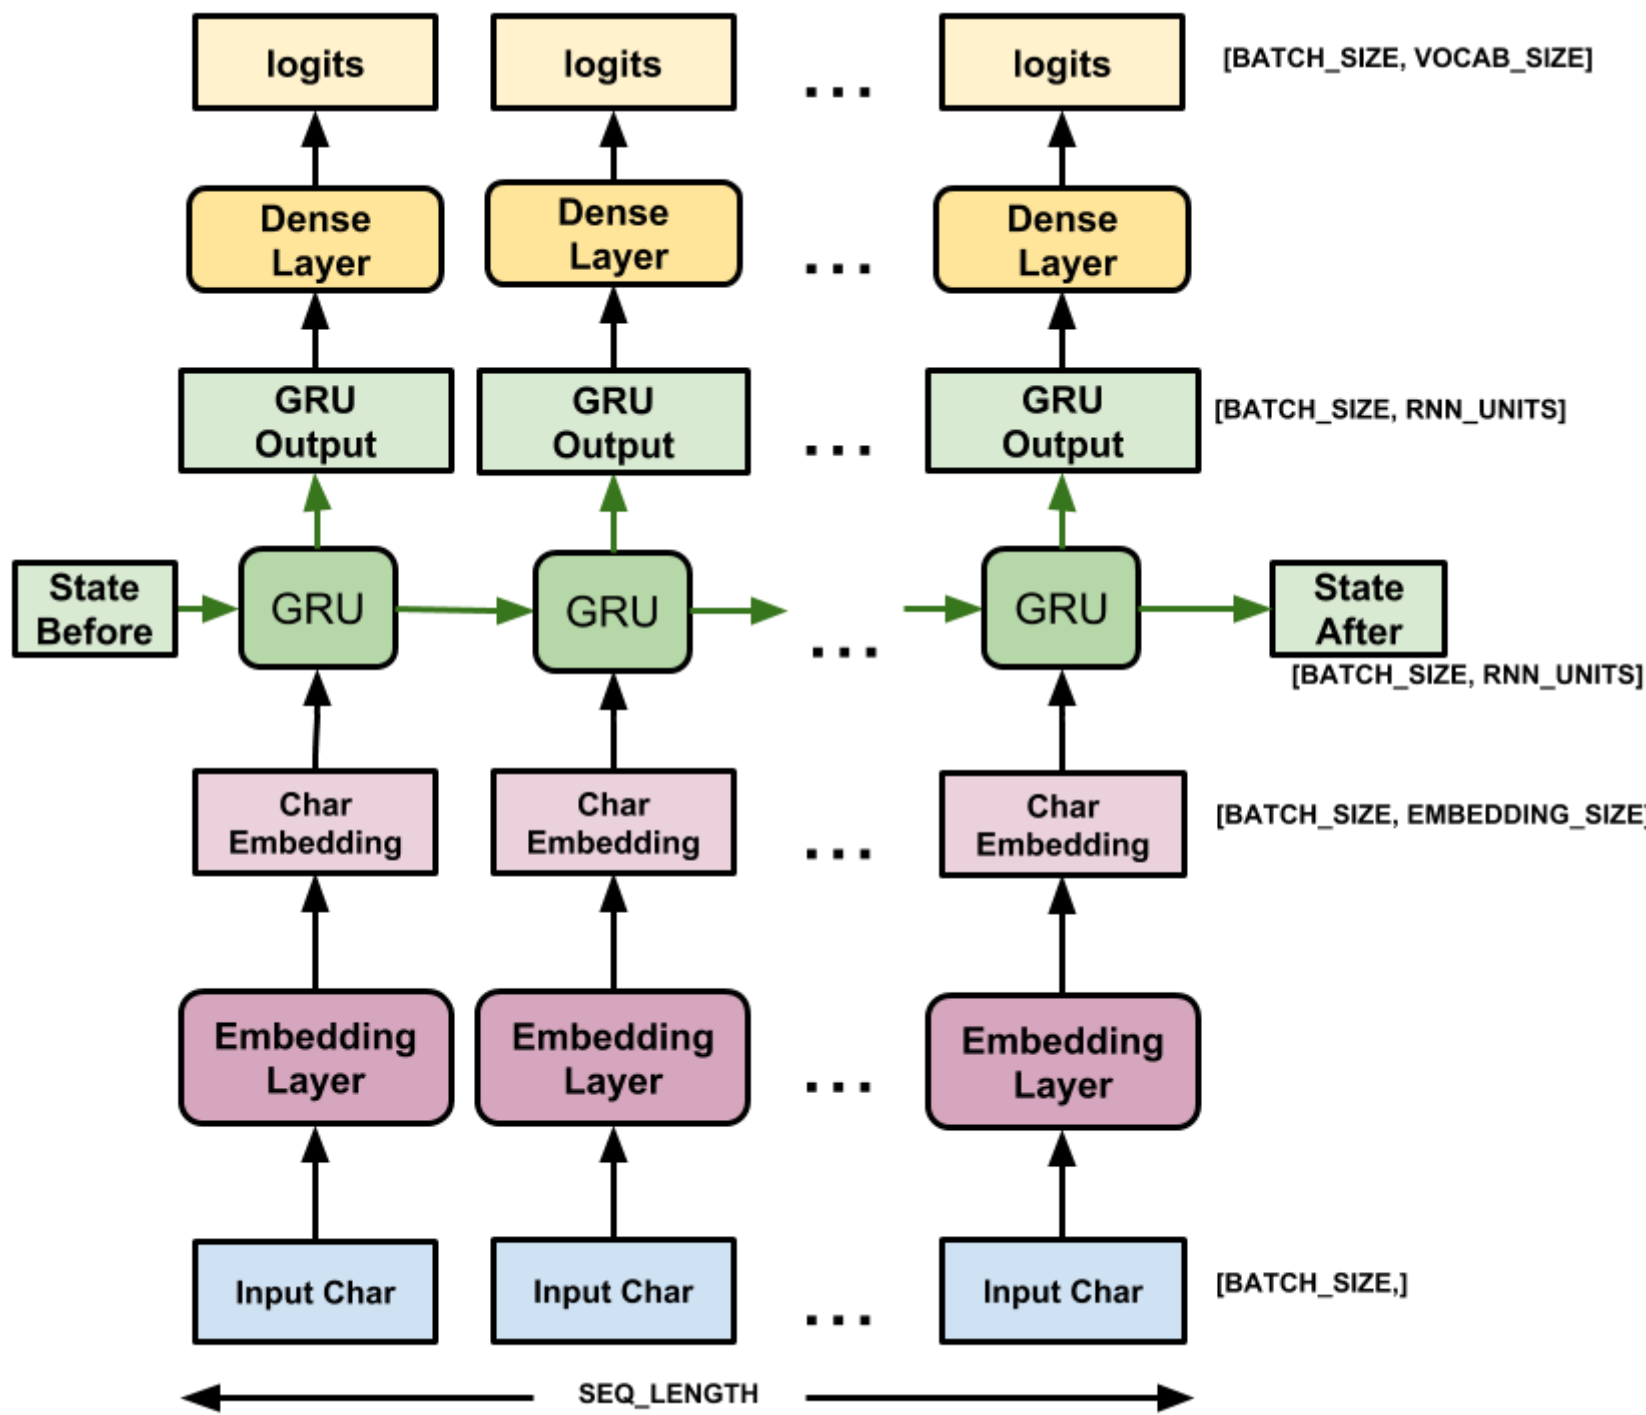 logits
logits
...
logits
[BATCH_SIZE, VOCAB_SIZE]
Dense
Layer
Dense
Layer
...
Dense
Layer
GRU
Output
GRU
Output
...
GRU
Output
[BATCH_SIZE, RNN_UNITS]
State
Before
GRU
GRU
...
GRU
State
After
[BATCH_SIZE, RNN_UNITS]
Char
Embedding
Char
Embedding
...
Char
Embedding
[BATCH_SIZE, EMBEDDING_SIZE]
Embedding
Layer
Embedding
Layer
...
Embedding
Layer
Input Char
Input Char
...
Input Char
[BATCH_SIZE,]
SEQ_LENGTH